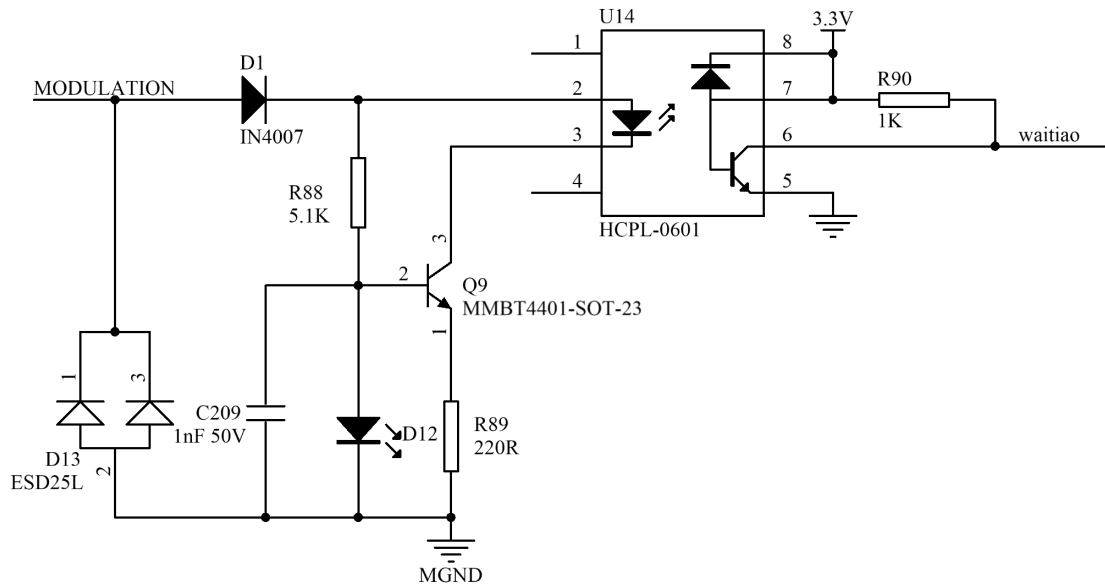 U14
3.3V
1
8
D1
R90
MODULATION
2
7
IN4007
1K
3
6
waitiao
R88
4
5
5.1K
HCPL-0601
3
2
Q9
MMBT4401-SOT-23
1
1
3
C209
D12
R89
1nF 50V
220R
D13
2
ESD25L
MGND